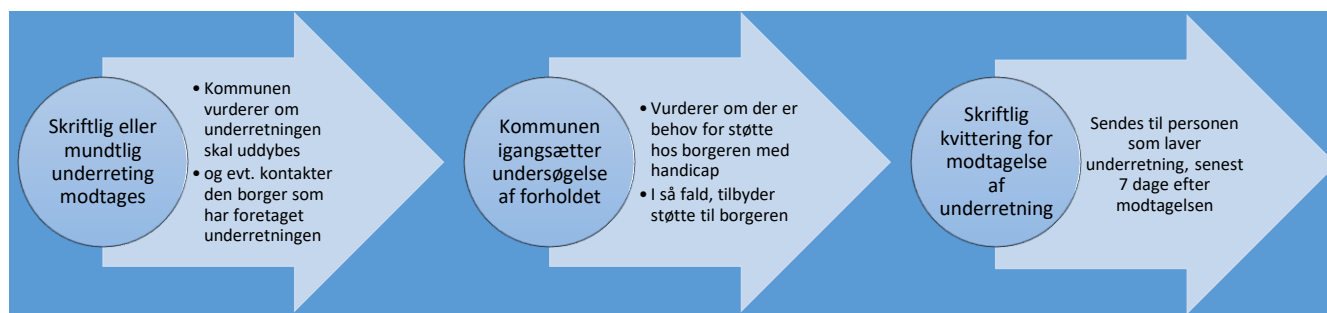 Skriftlig eller
mundtlig
underreting
modtages
• Kommunen
vurderer om
underretningen
skal uddybes
• og evt. kontakter
den borger som
har foretaget
underretningen
Kommunen
igangsætter
undersøgelse
af forholdet
• Vurderer om der er
behov for støtte
hos borgeren med
handicap
• I så fald, tilbyder
støtte til borgeren
Skriftlig
kvittering for
modtagelse
af
underretning
Sendes til personen
som laver
underretning, senest
7 dage efter
modtagelsen